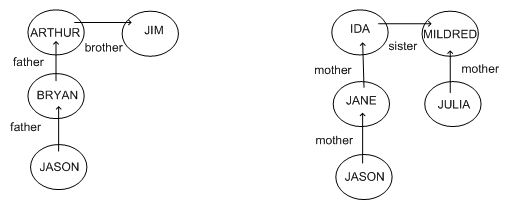 ARTHUR
JIM
brother
father
BRYAN
father
JASON
IDA
MILDRED
sister
mother
mother
JANE
JULIA
mother
JASON